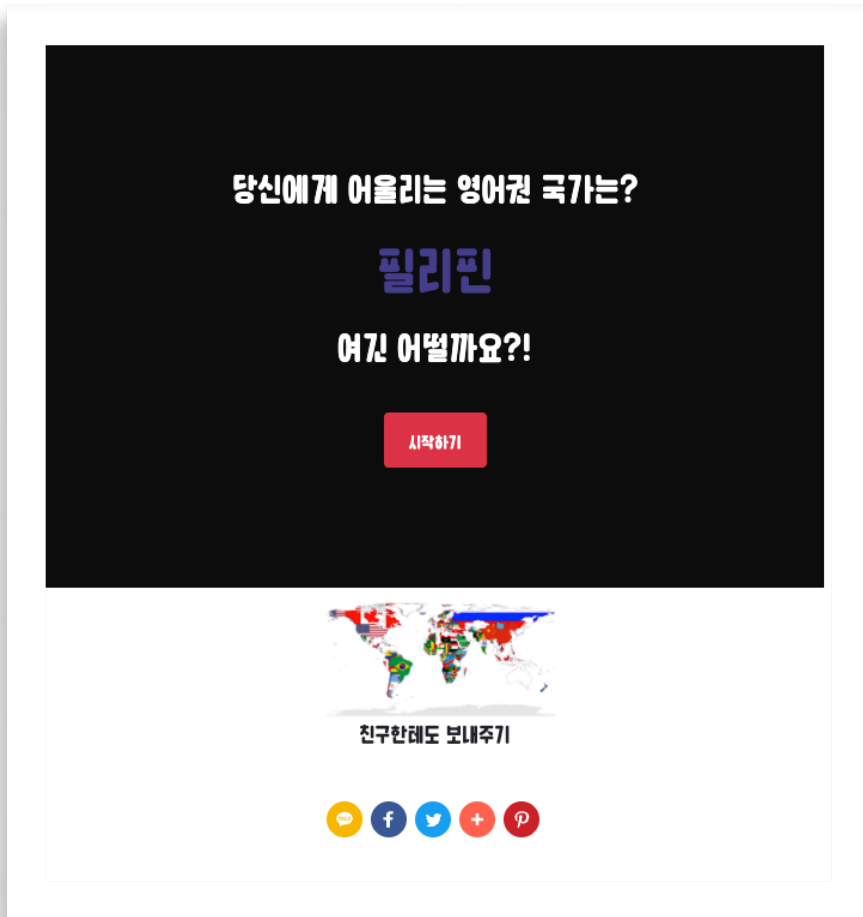 당신에게 어울리는 영어권 국가는?
필리핀
여긴 어떨까요?!
시작하기
친구한테도 보내주기